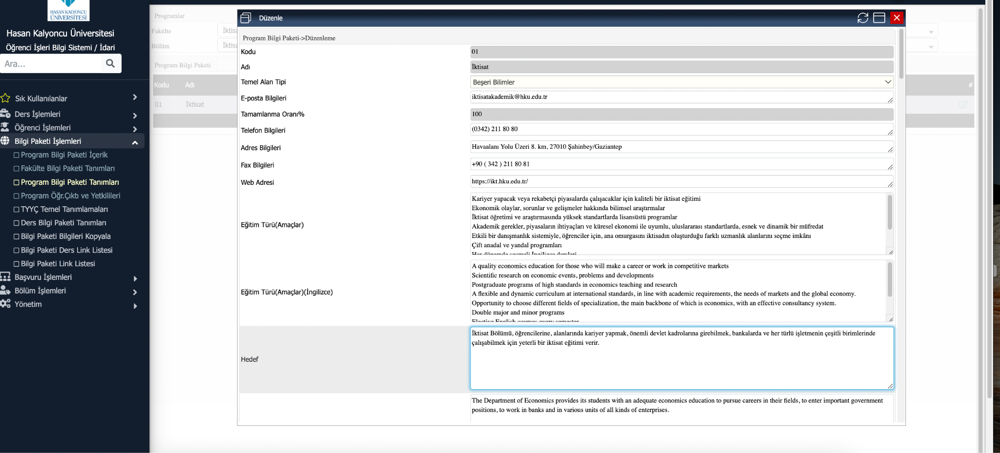 HASAN KALYONCU
ÜNİVERSİTESİ
Hasan Kalyoncu Üniversitesi
Öğrenci İşleri Bilgi Sistemi / İdari
Ara...
Sık Kullanılanlar
Ders İşlemleri
Öğrenci İşlemleri
Bilgi Paketi İşlemleri
Program Bilgi Paketi İçerik
Fakülte Bilgi Paketi Tanımları
Program Bilgi Paketi Tanımları
Program Öğr.Çıktı ve Yetkilileri
TYYÇ Temel Tanımlamaları
Ders Bilgi Paketi Tanımları
Bilgi Paketi Bilgileri Kopyala
Bilgi Paketi Ders Link Listesi
Bilgi Paketi Link Listesi
Başvuru İşlemleri
Bölüm İşlemleri
Yönetim
Programlar
Fakülte İktisa
Bölüm İktisa
Program Bilgi Paketi
Kodu Adı #
01 İktisat
Düzenle
Program Bilgi Paketi->Düzenleme
Kodu 01
Adı İktisat
Temel Alan Tipi Beşeri Bilimler
E-posta Bilgileri iktisatakademik@hku.edu.tr
Tamamlanma Oranı% 100
Telefon Bilgileri (0342) 211 80 80
Adres Bilgileri Havaalanı Yolu Üzeri 8. km, 27010 Şahinbey/Gaziantep
Fax Bilgileri +90 ( 342 ) 211 80 81
Web Adresi https://ikt.hku.edu.tr/
Eğitim Türü(Amaçlar)
Kariyer yapacak veya rekabetçi piyasalarda çalışacaklar için kaliteli bir iktisat eğitimi
Ekonomik olaylar, sorunlar ve gelişmeler hakkında bilimsel araştırmalar
İktisat öğretimi ve araştırmasında yüksek standartlarda lisansüstü programlar
Akademik gerekler, piyasaların ihtiyaçları ve küresel ekonomi ile uyumlu, uluslararası standartlarda, esnek ve dinamik bir müfredat
Etkili bir danışmanlık sistemiyle, öğrenciler için, ana omurgasını iktisadın oluşturduğu farklı uzmanlık alanlarını seçme imkânı
Çift anadal ve yandal programları
Her dönemde seçmeli İngilizce dersleri
Eğitim Türü(Amaçlar)(İngilizce)
A quality economics education for those who will make a career or work in competitive markets
Scientific research on economic events, problems and developments
Postgraduate programs of high standards in economics teaching and research
A flexible and dynamic curriculum at international standards, in line with academic requirements, the needs of markets and the global economy.
Opportunity to choose different fields of specialization, the main backbone of which is economics, with an effective consultancy system.
Double major and minor programs
Elective English courses every semester
Hedef
İktisat Bölümü, öğrencilerine, alanlarında kariyer yapmak, önemli devlet kadrolarına girebilmek, bankalarda ve her türlü işletmenin çeşitli birimlerinde
çalışabilmek için yeterli bir iktisat eğitimi verir.
The Department of Economics provides its students with an adequate economics education to pursue careers in their fields, to enter important government
positions, to work in banks and in various units of all kinds of enterprises.